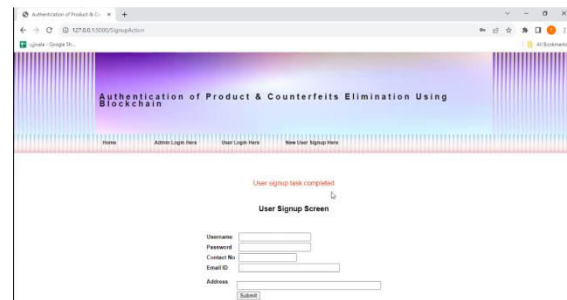 Authentication of Product & C
127.0.0.1:5000/SignupAction
All Bookmarks
Authentication of Product & Counterfeits Elimination Using
Blockchain
Home Admin Login Here User Login Here New User Signup Here
User signup task completed
User Signup Screen
Username
Password
Contact No
Email ID
Address
Submit